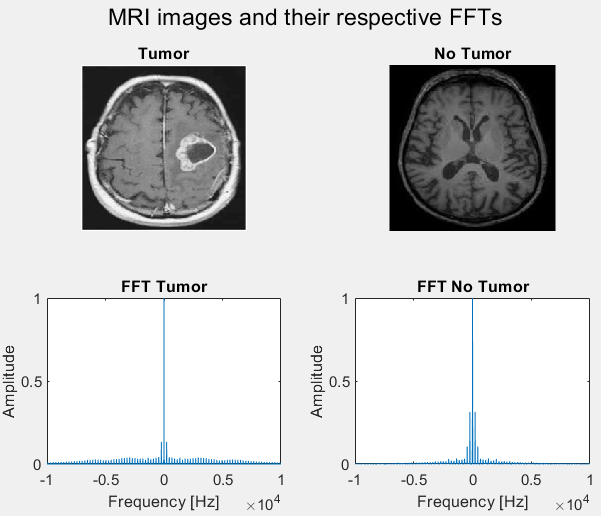 MRI images and their respective FFTs
Tumor
No Tumor
FFT Tumor
FFT No Tumor
1
0.5
0
Amplitude
-1
-0.5
0
0.5
1
Frequency [Hz]
×10^4
1
0.5
0
Amplitude
-1
-0.5
0
0.5
1
Frequency [Hz]
×10^4